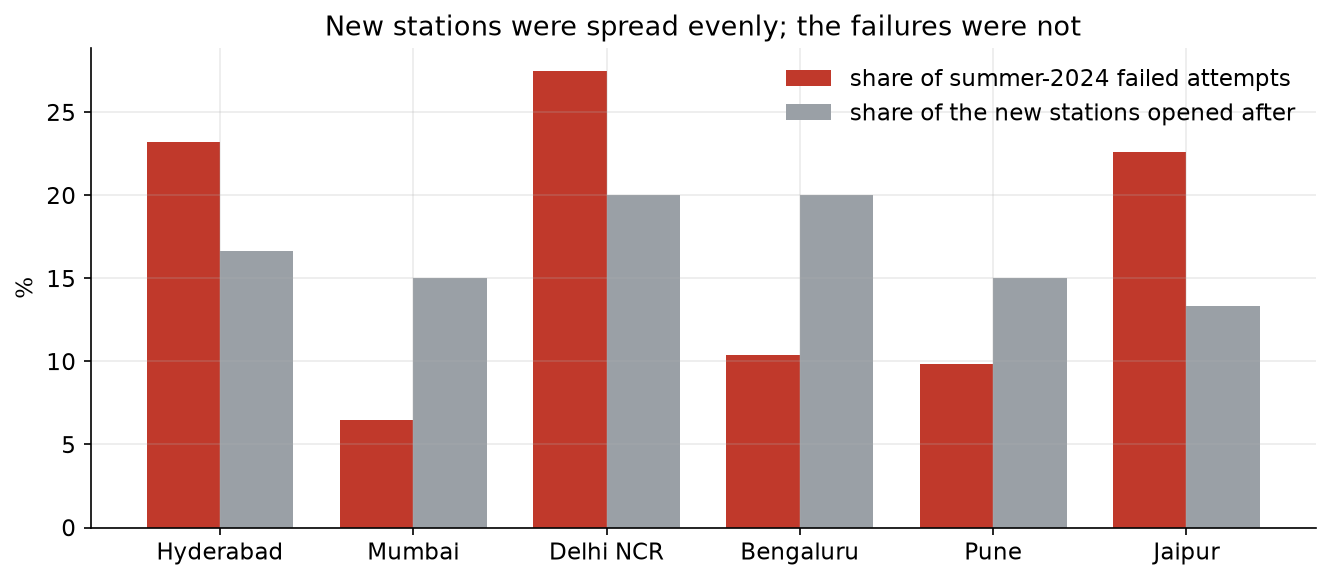 New stations were spread evenly; the failures were not
share of summer-2024 failed attempts
share of the new stations opened after
%
25
20
15
10
5
0
Hyderabad
Mumbai
Delhi NCR
Bengaluru
Pune
Jaipur